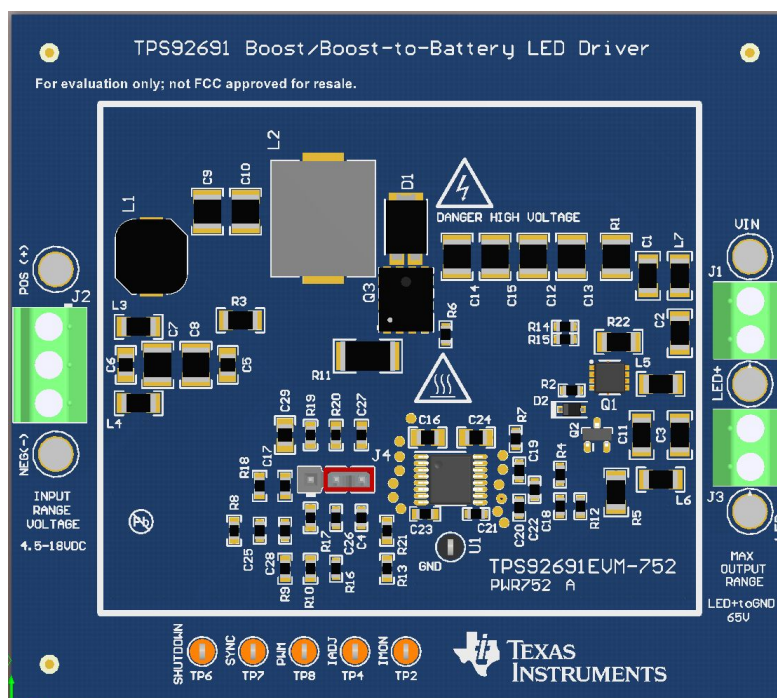 TPS92691 Boost/Boost-to-Battery LED Driver
For evaluation only; not FCC approved for resale.
L2
C9
C10
D1
DANGER HIGH VOLTAGE
L1
R1
C1
L7
VIN
POS (+)
J2
Q3
C14
C15
C12
C13
J1
L3
R3
R6
C7
C8
C6
C5
R14
R15
R22
C2
R11
L5
LED+
L4
R2
Q1
D2
NEG(-)
C29
R19
R20
C27
C16
C24
R7
Q2
C11
C3
J4
R18
C17
C19
R4
L6
J3
INPUT
RANGE
VOLTAGE
4.5-18VDC
Pb
R8
C25
C28
R17
C26
C4
R21
C23
C21
C20
C22
C18
R12
R5
U1
GND
R9
R10
R16
R13
TPS92691EVM-752
PWR752 A
MAX
OUTPUT
RANGE
LED+toGND
65V
SHUTDOWN
SYNC
PWM
IADJ
IMON
TP6
TP7
TP8
TP4
TP2
TEXAS
INSTRUMENTS